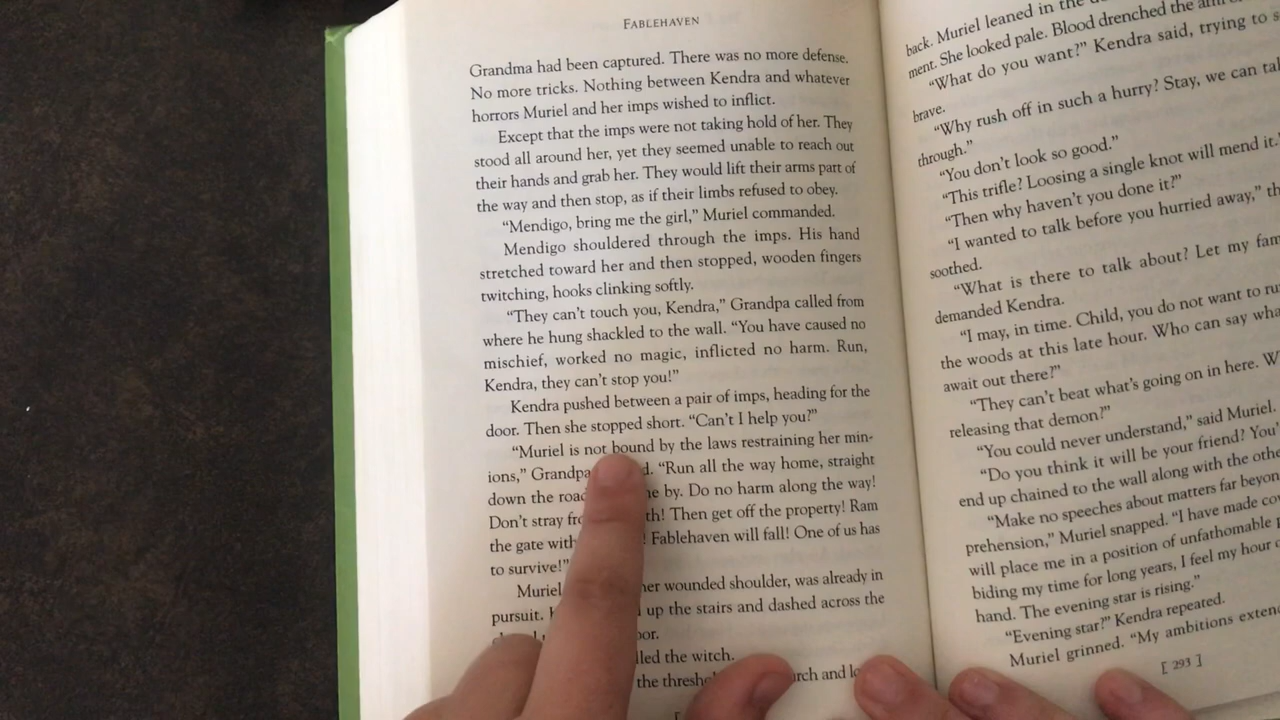 FABLEHAVEN
Grandma had been captured. There was no more defense.
No more tricks. Nothing between Kendra and whatever
horrors Muriel and her imps wished to inflict.
Except that the imps were not taking hold of her. They
stood all around her, yet they seemed unable to reach out
their hands and grab her. They would lift their arms part of
the way and then stop, as if their limbs refused to obey.
“Mendigo, bring me the girl,” Muriel commanded.
Mendigo shouldered through the imps. His hand
stretched toward her and then stopped, wooden fingers
twitching, hooks clinking softly.
“They can’t touch you, Kendra,” Grandpa called from
where he hung shackled to the wall. “You have caused no
mischief, worked no magic, inflicted no harm. Run,
Kendra, they can’t stop you!”
Kendra pushed between a pair of imps, heading for the
door. Then she stopped short. “Can’t I help you?”
“Muriel is not bound by the laws restraining her min-
ions,” Grandpa “Run all the way home, straight
down the road by. Do no harm along the way!
Don’t stray Then get off the property! Ram
the gate Fablehaven will fall! One of us has
to survive!”
Muriel wounded shoulder, was already in
pursuit. up the stairs and dashed across the
the witch.
the and
back. Muriel leaned in the
ment. She looked pale. Blood drenched the
“What do you want?” Kendra said, trying to
brave.
“Why rush off in such a hurry? Stay, we can
through.”
“You don’t look so good.”
“This trifle? Loosing a single knot will mend it.
“Then why haven’t you done it?”
“I wanted to talk before you hurried away,”
soothed.
“What is there to talk about? Let my
demanded Kendra.
“I may, in time. Child, you do not want to
the woods at this late hour. Who can say
await out there?”
“They can’t beat what’s going on in here.
releasing that demon?”
“You could never understand,” said Muriel.
“Do you think it will be your friend?
end up chained to the wall along with the
“Make no speeches about matters far beyond
prehension,” Muriel snapped. “I have made
will place me in a position of unfathomable
biding my time for long years, I feel my hour
hand. The evening star is rising.”
“Evening star?” Kendra repeated.
Muriel grinned. “My ambitions
[ 293 ]